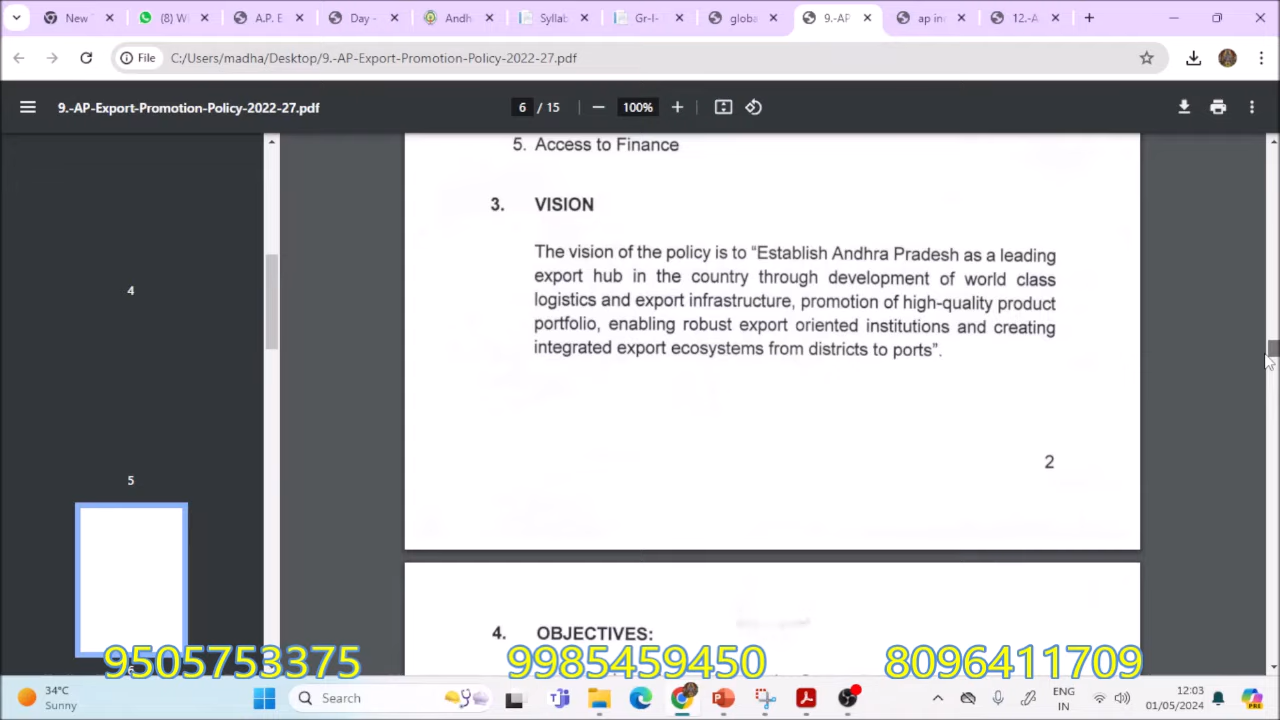 New
(8) W
A.P. E
Day -
Andh
Syllab
Gr-I-
globa
9.-AP
ap in
12.-A
File
C:/Users/madha/Desktop/9.-AP-Export-Promotion-Policy-2022-27.pdf
9.-AP-Export-Promotion-Policy-2022-27.pdf
6 / 15
100%
4
5
6
5. Access to Finance
3. VISION
The vision of the policy is to “Establish Andhra Pradesh as a leading
export hub in the country through development of world class
logistics and export infrastructure, promotion of high-quality product
portfolio, enabling robust export oriented institutions and creating
integrated export ecosystems from districts to ports”.
2
4. OBJECTIVES:
9505753375
9985459450
8096411709
34°C
Sunny
Search
ENG
IN
12:03
01/05/2024
PRE